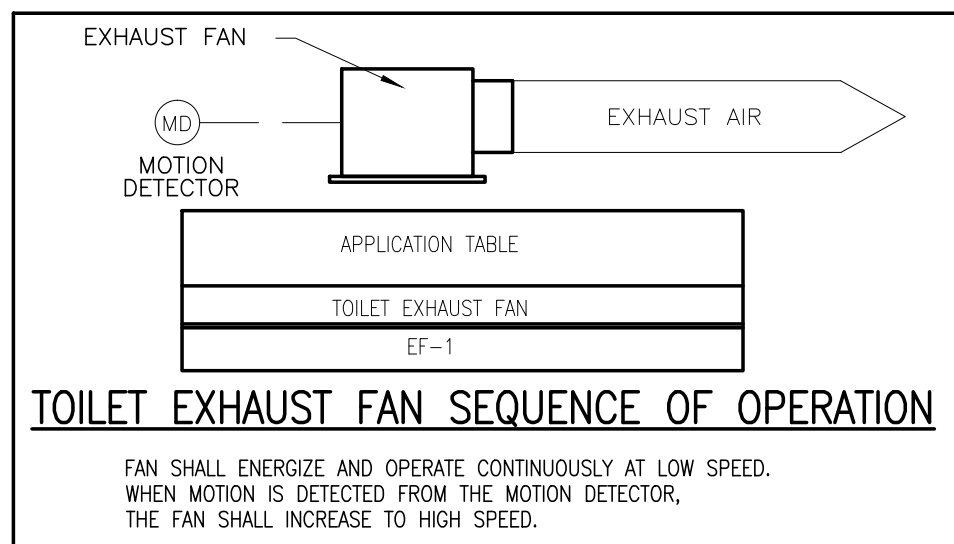 EXHAUST FAN
MD
MOTION
DETECTOR
EXHAUST AIR
APPLICATION TABLE
TOILET EXHAUST FAN
EF-1
TOILET EXHAUST FAN SEQUENCE OF OPERATION
FAN SHALL ENERGIZE AND OPERATE CONTINUOUSLY AT LOW SPEED.
WHEN MOTION IS DETECTED FROM THE MOTION DETECTOR,
THE FAN SHALL INCREASE TO HIGH SPEED.